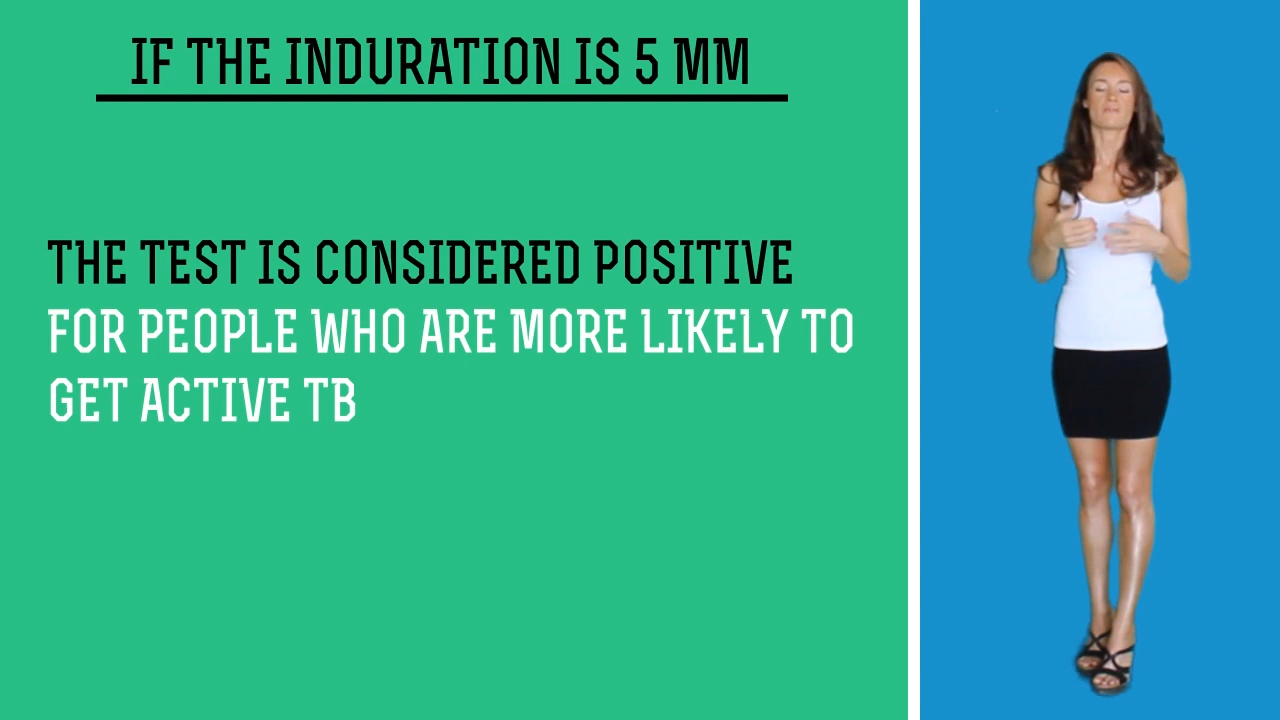 IF THE INDURATION IS 5 MM
THE TEST IS CONSIDERED POSITIVE
FOR PEOPLE WHO ARE MORE LIKELY TO
GET ACTIVE TB